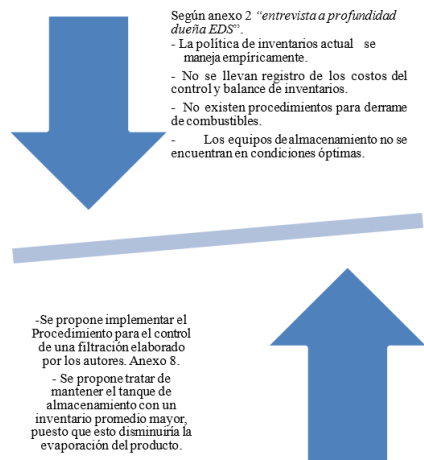 Según anexo 2 “entrevista a profundidad
dueña EDS”.
- La política de inventarios actual se
maneja empíricamente.
- No se llevan registro de los costos del
control y balance de inventarios.
- No existen procedimientos para derrame
de combustibles.
- Los equipos de almacenamiento no se
encuentran en condiciones óptimas.
-Se propone implementar el
Procedimiento para el control
de una filtración elaborado
por los autores. Anexo 8.
- Se propone tratar de
mantener el tanque de
almacenamiento con un
inventario promedio mayor,
puesto que esto disminuiría la
evaporación del producto.